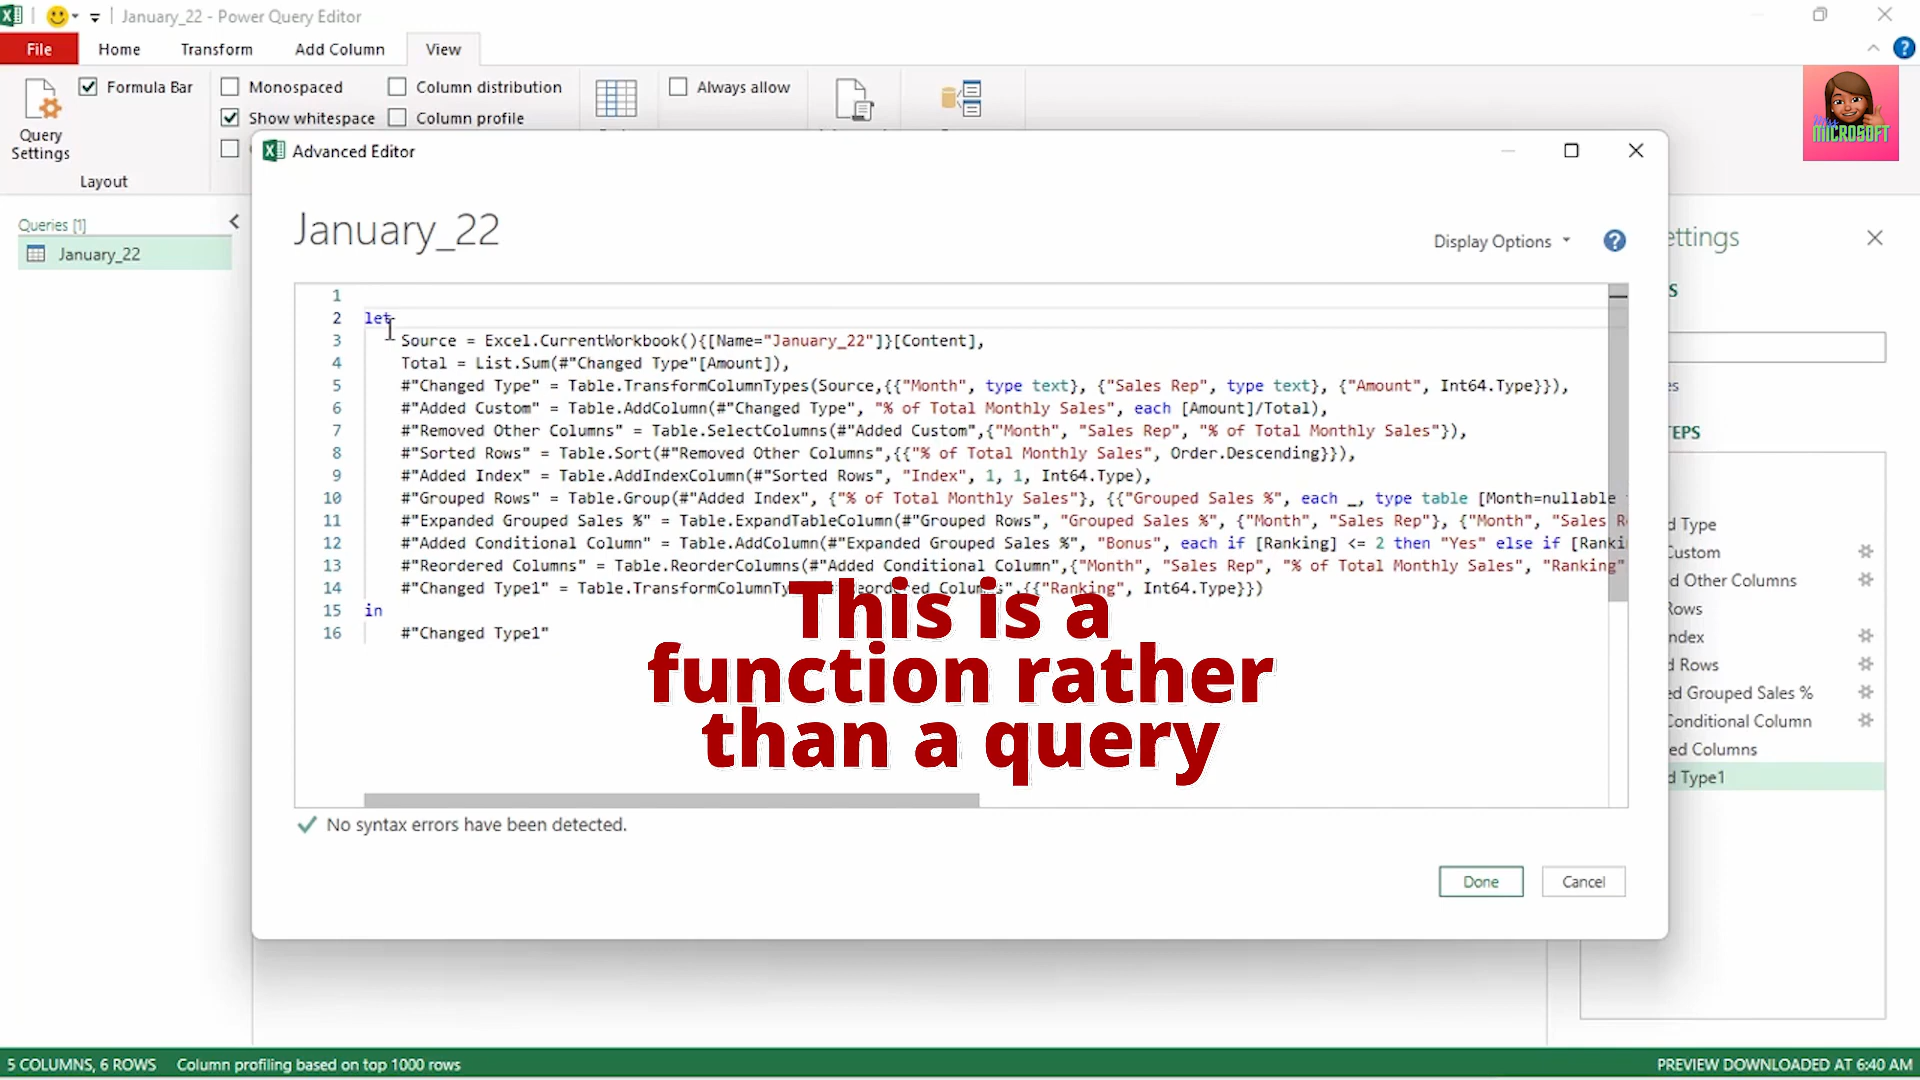 January_22 - Power Query Editor
File
Home
Transform
Add Column
View
Formula Bar
Monospaced
Column distribution
Always allow
Show whitespace
Column profile
Query
Settings
Layout
MICROSOFT
Advanced Editor
Queries [1]
January_22
January_22
Display Options
ettings
1
2 let
3 Source = Excel.CurrentWorkbook(){[Name="January_22"]}[Content],
4 Total = List.Sum(#"Changed Type"[Amount]),
5 #"Changed Type" = Table.TransformColumnTypes(Source,{{"Month", type text}, {"Sales Rep", type text}, {"Amount", Int64.Type}}),
6 #"Added Custom" = Table.AddColumn(#"Changed Type", "% of Total Monthly Sales", each [Amount]/Total),
7 #"Removed Other Columns" = Table.SelectColumns(#"Added Custom",{"Month", "Sales Rep", "% of Total Monthly Sales"}),
8 #"Sorted Rows" = Table.Sort(#"Removed Other Columns",{{"% of Total Monthly Sales", Order.Descending}}),
9 #"Added Index" = Table.AddIndexColumn(#"Sorted Rows", "Index", 1, 1, Int64.Type),
10 #"Grouped Rows" = Table.Group(#"Added Index", {"% of Total Monthly Sales"}, {{"Grouped Sales %", each _, type table [Month=nullable
11 #"Expanded Grouped Sales %" = Table.ExpandTableColumn(#"Grouped Rows", "Grouped Sales %", {"Month", "Sales Rep"}, {"Month", "Sales R
12 #"Added Conditional Column" = Table.AddColumn(#"Expanded Grouped Sales %", "Bonus", each if [Ranking] <= 2 then "Yes" else if [Ranki
13 #"Reordered Columns" = Table.ReorderColumns(#"Added Conditional Column",{"Month", "Sales Rep", "% of Total Monthly Sales", "Ranking"
14 #"Changed Type1" = Table.TransformColumnTy eordered Columns",{{"Ranking", Int64.Type}})
15 in
16 #"Changed Type1"
This is a
function rather
than a query
S
es
TEPS
d Type
Custom
d Other Columns
Rows
ndex
d Rows
ed Grouped Sales %
Conditional Column
ed Columns
d Type1
No syntax errors have been detected.
Done
Cancel
5 COLUMNS, 6 ROWS
Column profiling based on top 1000 rows
PREVIEW DOWNLOADED AT 6:40 AM